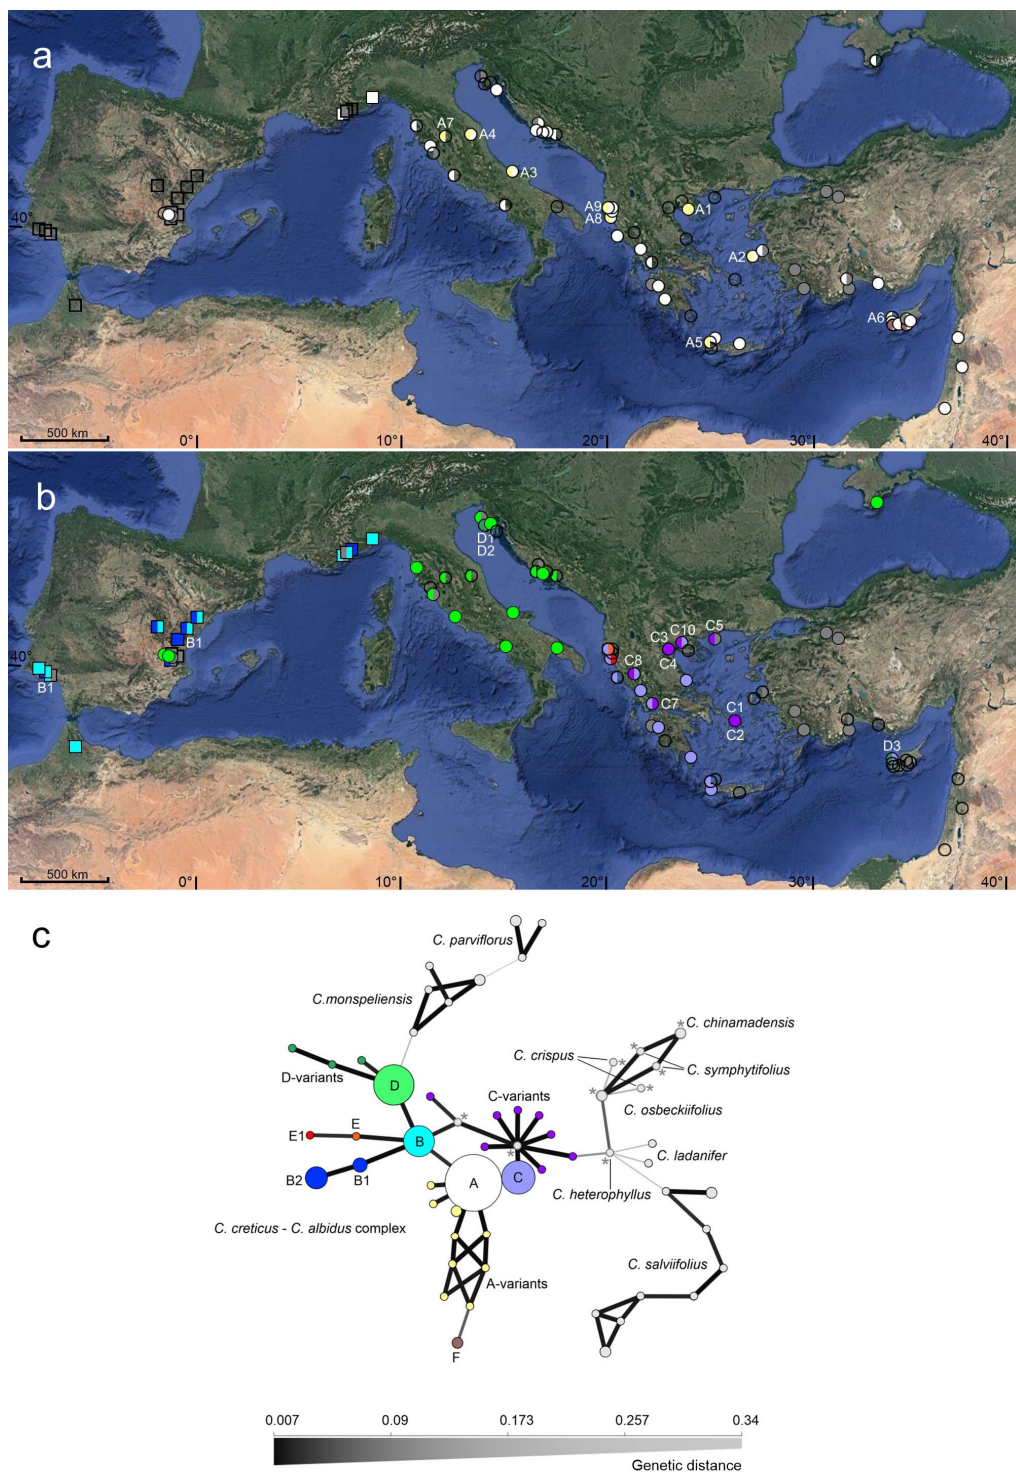 a
A7
A4
A3
A9
A8
A1
A2
A6
A5
40°
500 km
0°
10°
20°
30°
40°
b
D1
D2
B1
B1
C3
C10
C5
C4
C8
C7
C1
C2
D3
40°
500 km
0°
10°
20°
30°
40°
c
C. parviflorus
C.monspeliensis
C. chinamadensis
C. crispus
C. symphytifolius
C. osbeckiifolius
D-variants
D
C-variants
E1
E
B
C. ladanifer
B2
B1
A
C
C. heterophyllus
C. creticus - C. albidus complex
C. salviifolius
A-variants
F
0.007
0.09
0.173
0.257
0.34
Genetic distance